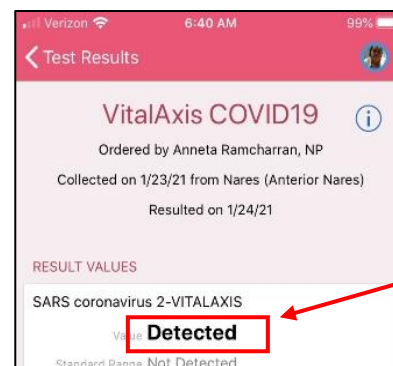 Verizon 6:40 AM 99%
Test Results
VitalAxis COVID19
Ordered by Anneta Ramcharran, NP
Collected on 1/23/21 from Nares (Anterior Nares)
Resulted on 1/24/21
RESULT VALUES
SARS coronavirus 2-VITALAXIS
Value Detected
Standard Range Not Detected